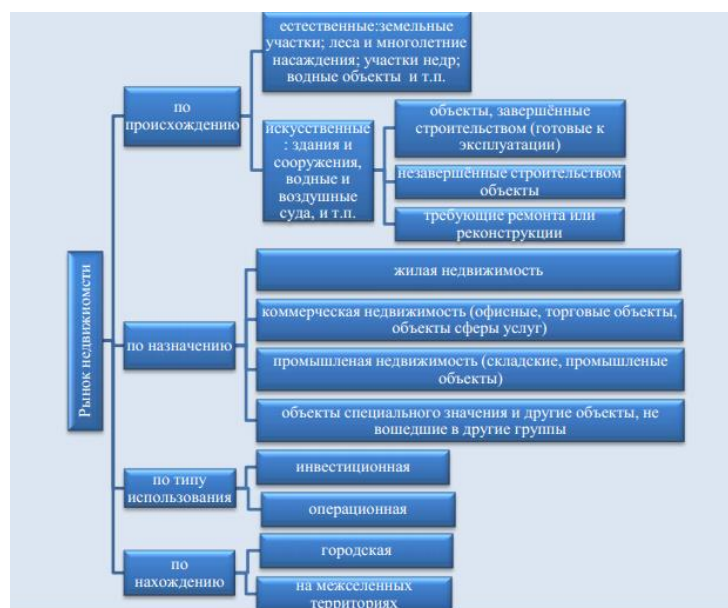 Рынок недвижиомсти
по
происхождению
естественные:земельные
участки; леса и многолетние
насаждения; участки недр;
водные объекты и т.п.
искусственные
: здания и
сооружения,
водные и
воздушные
суда, и т.п.
объекты, завершённые
строительством (готовые к
эксплуатации)
незавершённые строительством
объекты
требующие ремонта или
реконструкции
по назначению
жилая недвижимость
коммерческая недвижимость (офисные, торговые объекты,
объекты сферы услуг)
промышленая недвижимость (складские, промышленые
объекты)
объекты специального значения и другие объекты, не
вошедшие в другие группы
по типу
использования
инвестиционная
операционная
по
нахождению
городская
на межселенных
территориях